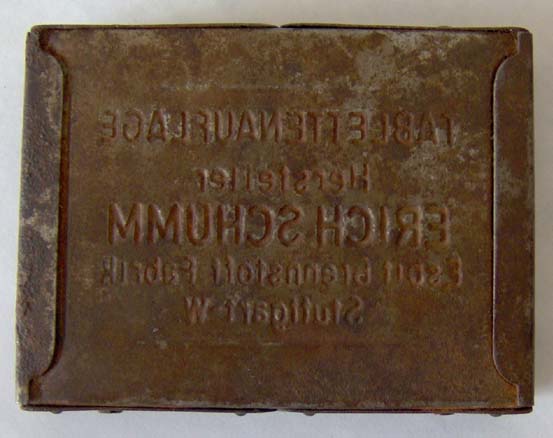 TABLETTENAUFLAGE
Hersteller
ERICH SCHUMM
Esbit brennstoff Fabrik
Stuttgart-W